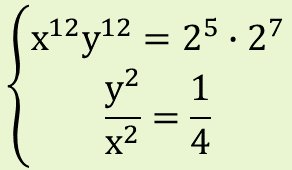 x¹²y¹² = 2⁵ · 2⁷
y²/x² = 1/4